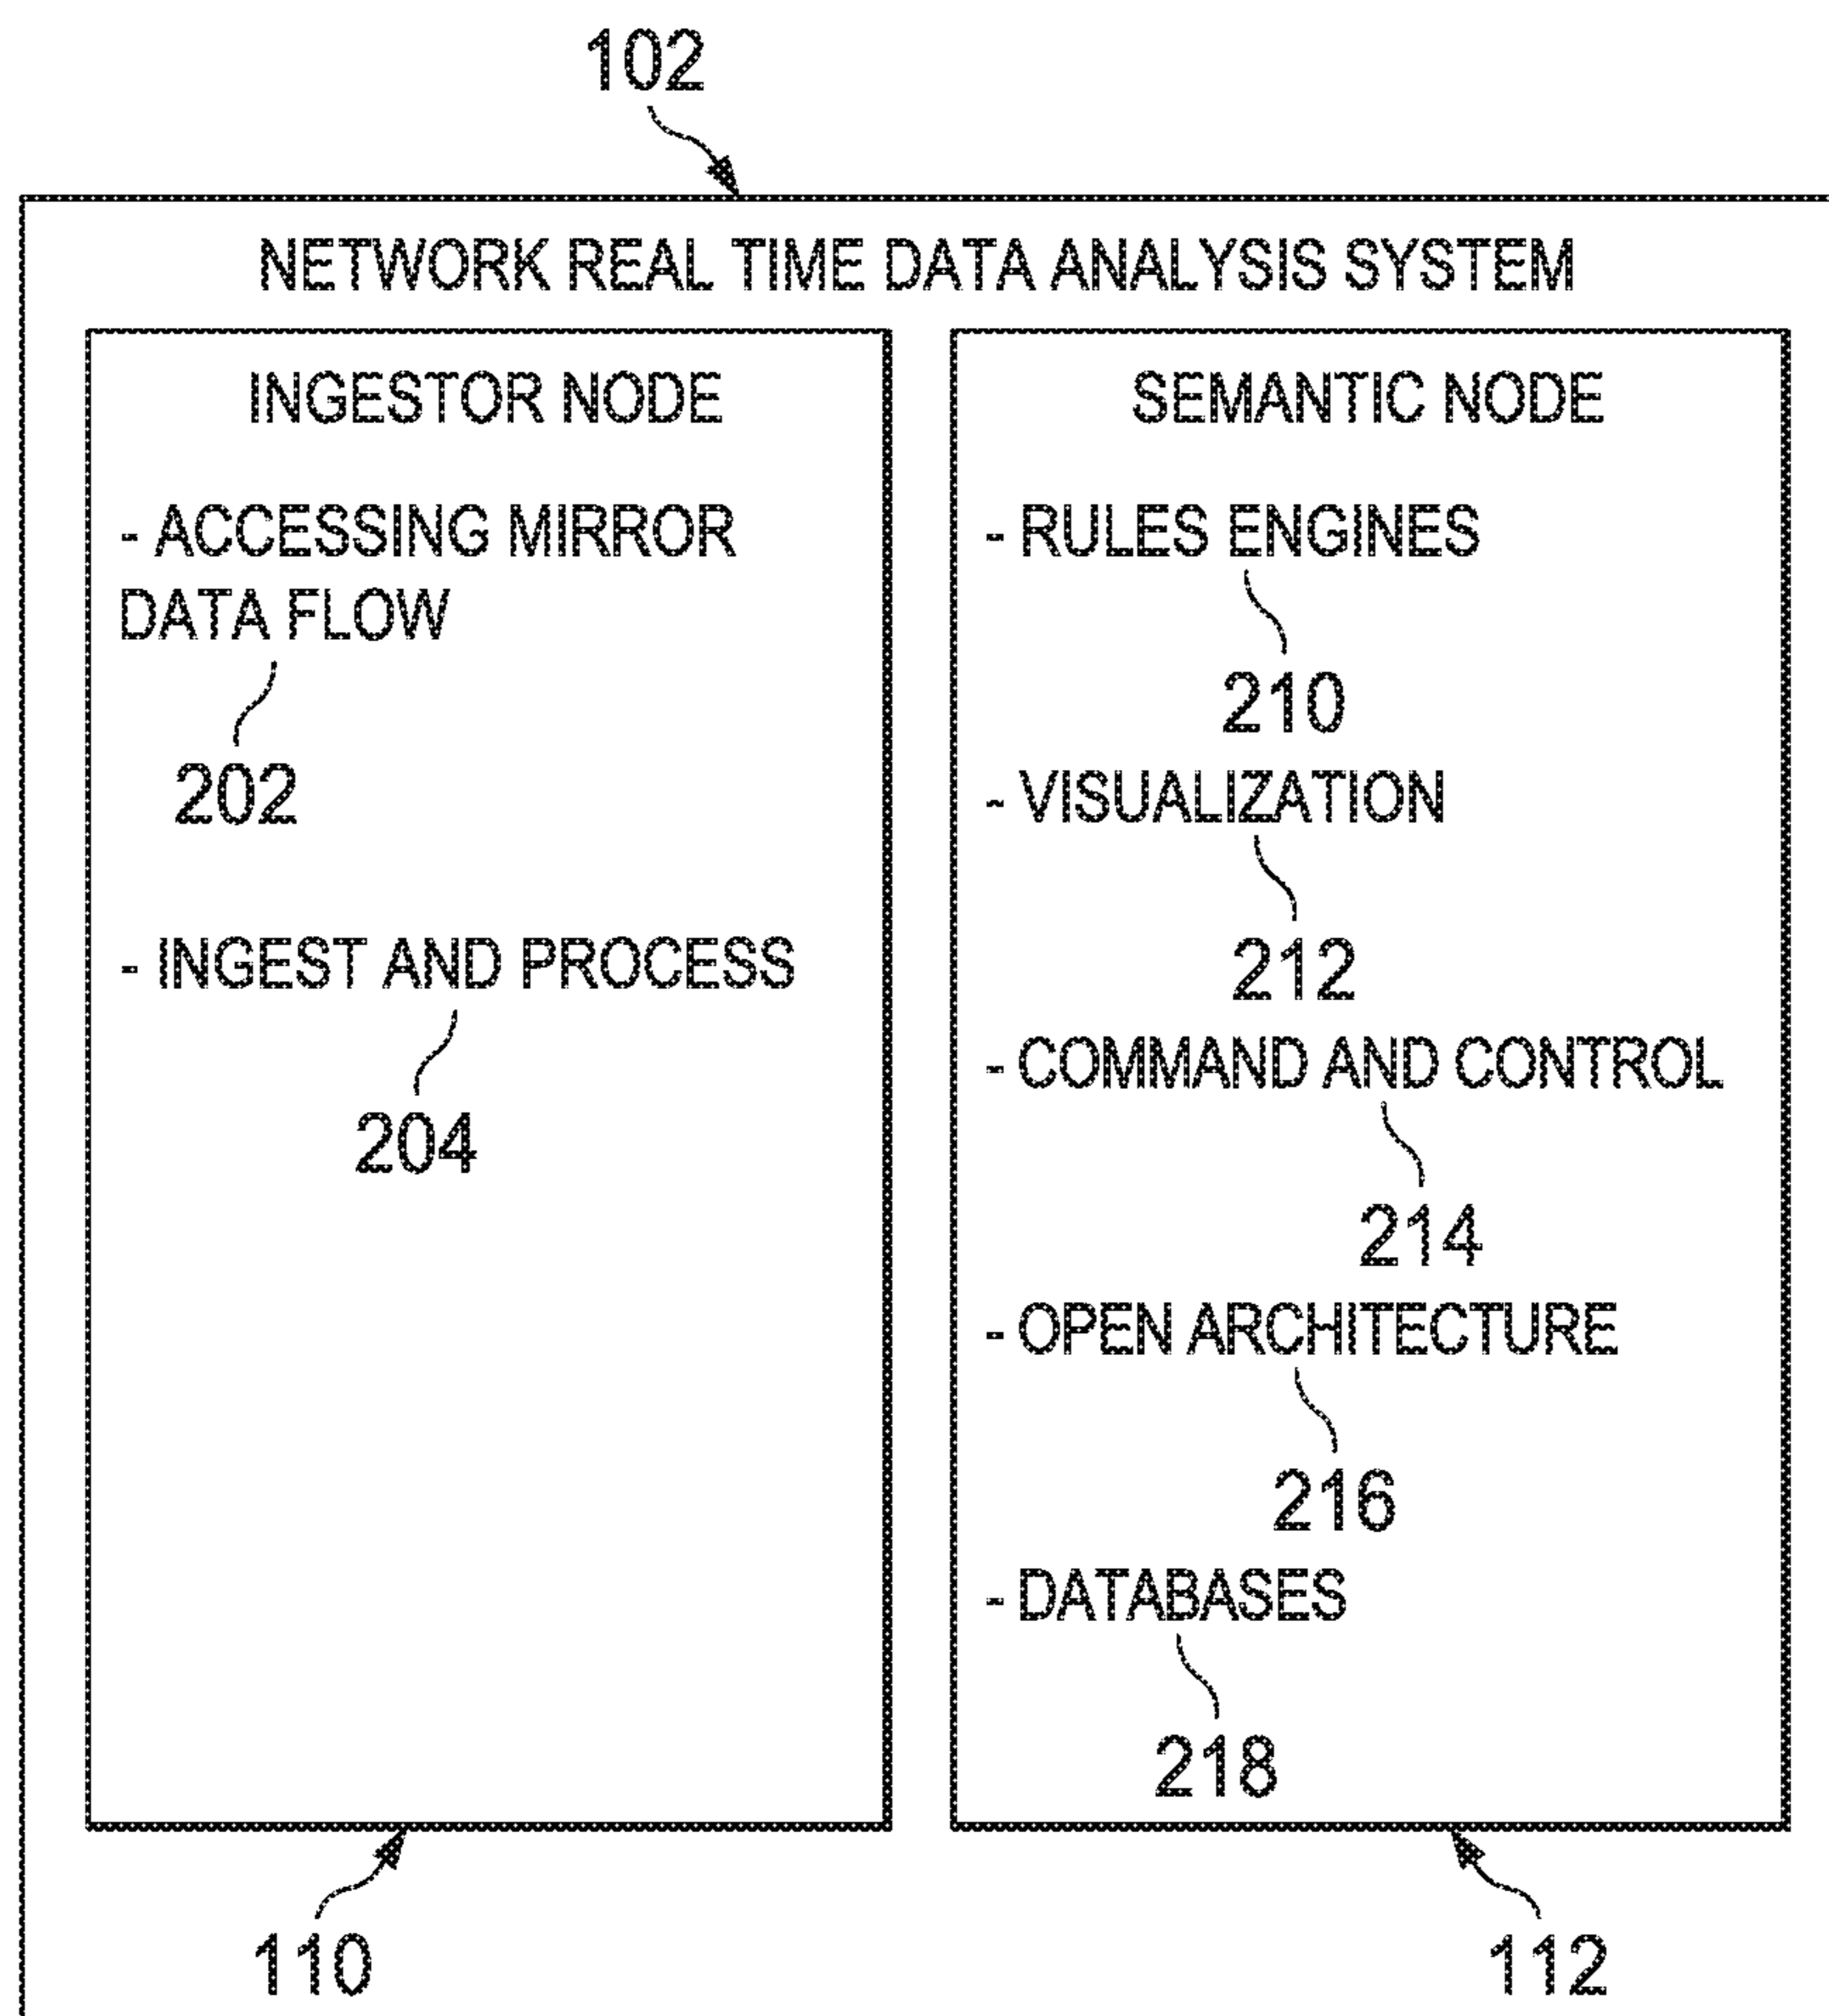 102
NETWORK REAL TIME DATA ANALYSIS SYSTEM
INGESTOR NODE
- ACCESSING MIRROR
DATA FLOW
202
- INGEST AND PROCESS
204
110
SEMANTIC NODE
- RULES ENGINES
210
- VISUALIZATION
212
- COMMAND AND CONTROL
214
- OPEN ARCHITECTURE
216
- DATABASES
218
112